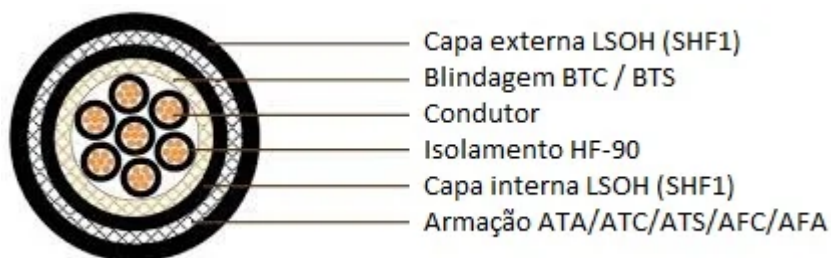 Capa externa LSOH (SHF1)
Blindagem BTC / BTS
Condutor
Isolamento HF-90
Capa interna LSOH (SHF1)
Armação ATA/ATC/ATS/AFC/AFA